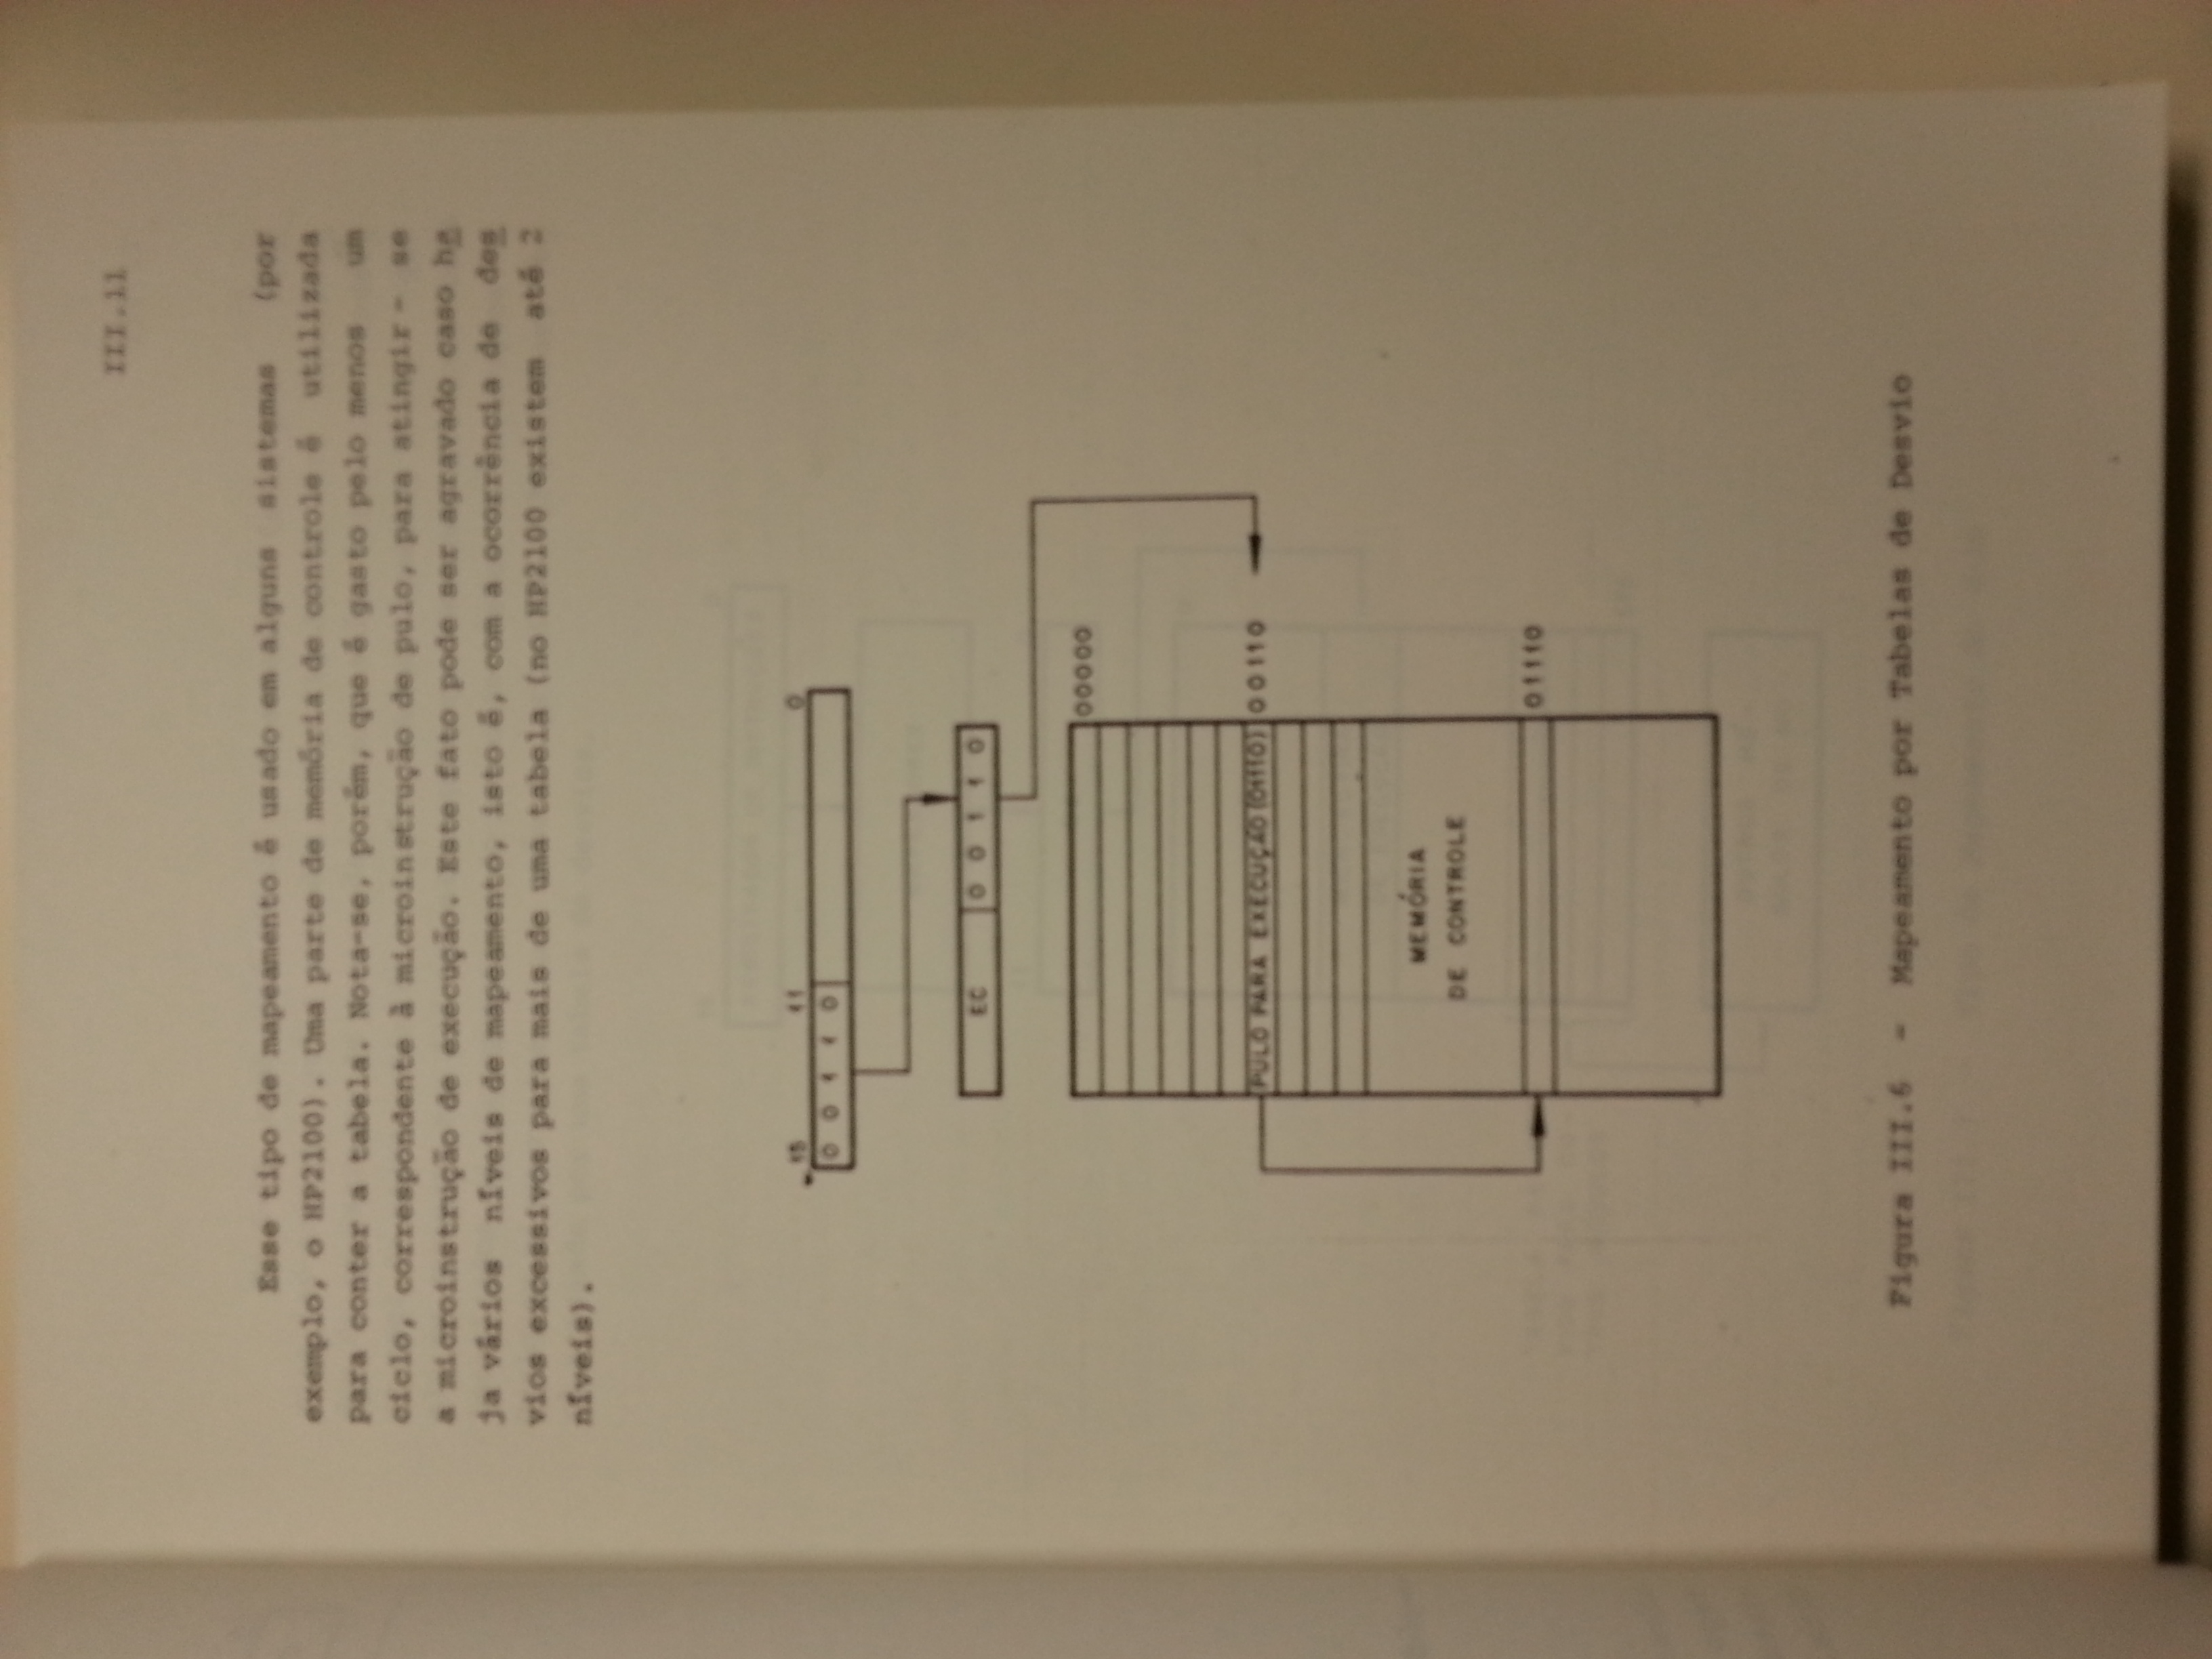 III.11
Esse tipo de mapeamento é usado em alguns sistemas (por
exemplo, o HP2100). Uma parte de memória de controle é utilizada
para conter a tabela. Nota-se, porém, que é gasto pelo menos um
ciclo, correspondente à microinstrução de pulo, para atingir - se
a microinstrução de execução. Este fato pode ser agravado caso ha
ja vários níveis de mapeamento, isto é, com a ocorrência de des
vios excessivos para mais de uma tabela (no HP2100 existem até 2
níveis).
15 11 0
0 0 1 1 0
EC 0 0 1 1 0
00000
PULO PARA EXECUÇÃO (01110) 00110
MEMÓRIA
DE CONTROLE
01110
Figura III.6 - Mapeamento por Tabelas de Desvio